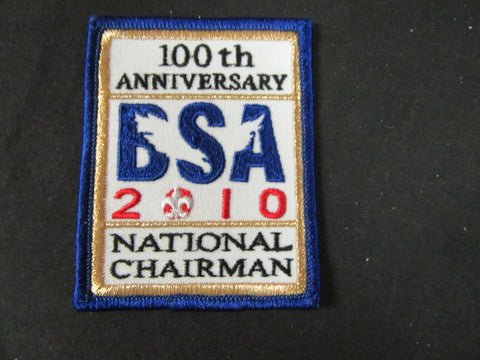 100th
ANNIVERSARY
BSA
2010
NATIONAL
CHAIRMAN